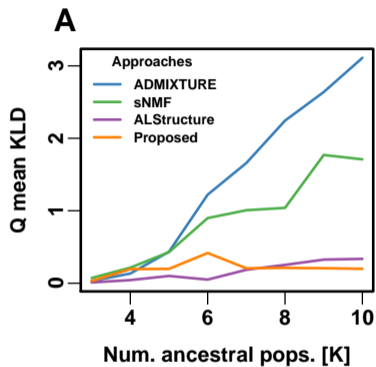 A
Approaches
ADMIXTURE
sNMF
ALStructure
Proposed
Q mean KLD
3
2
1
0
4 6 8 10
Num. ancestral pops. [K]